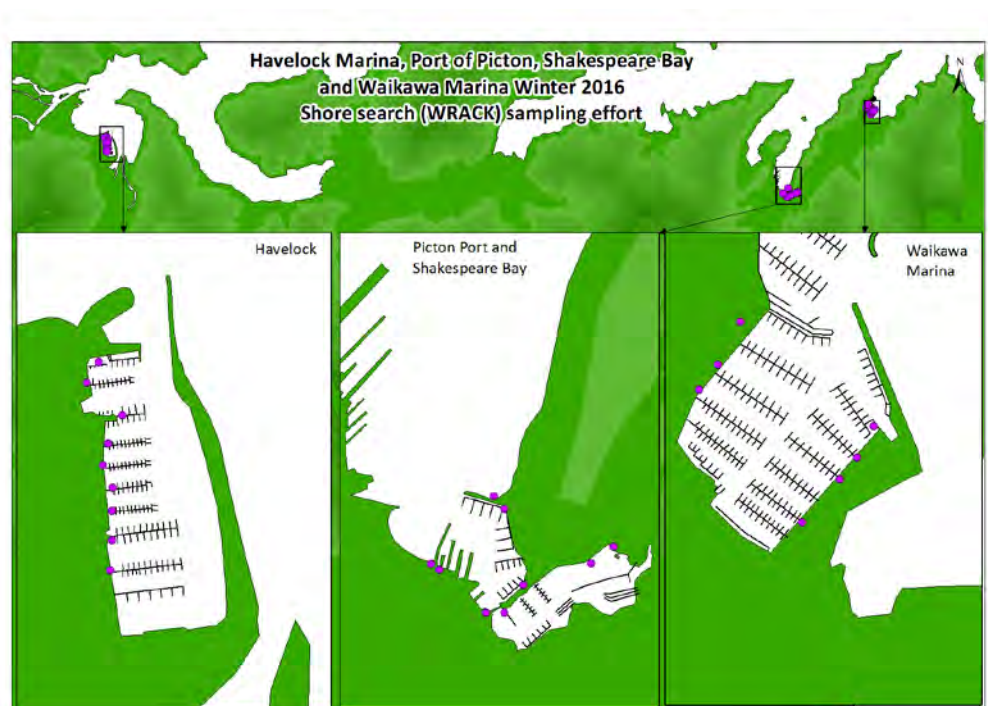 Havelock Marina, Port of Picton, Shakespeare Bay
and Waikawa Marina Winter 2016
Shore search (WRACK) sampling effort
N
Havelock
Picton Port and
Shakespeare Bay
Waikawa
Marina